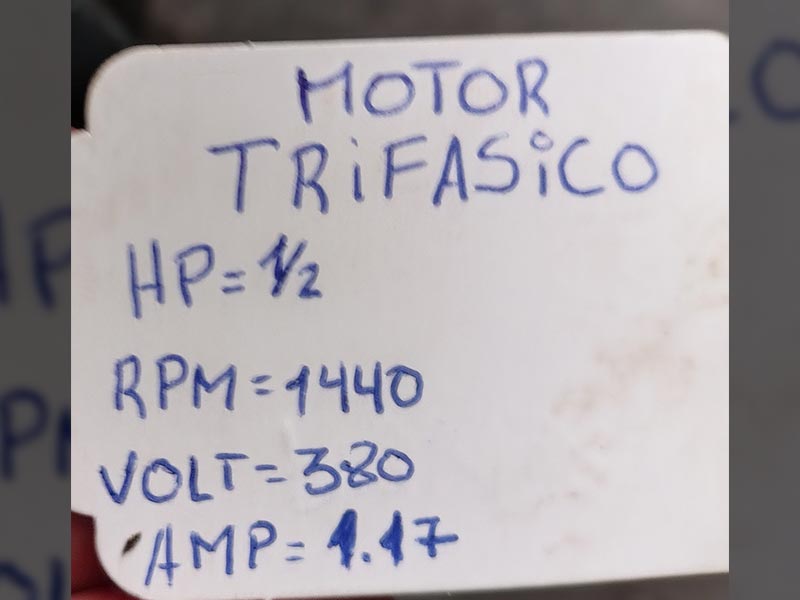 MOTOR
TRiFASiCO
HP=1/2
RPM=1440
VOLT=380
AMP=1.17